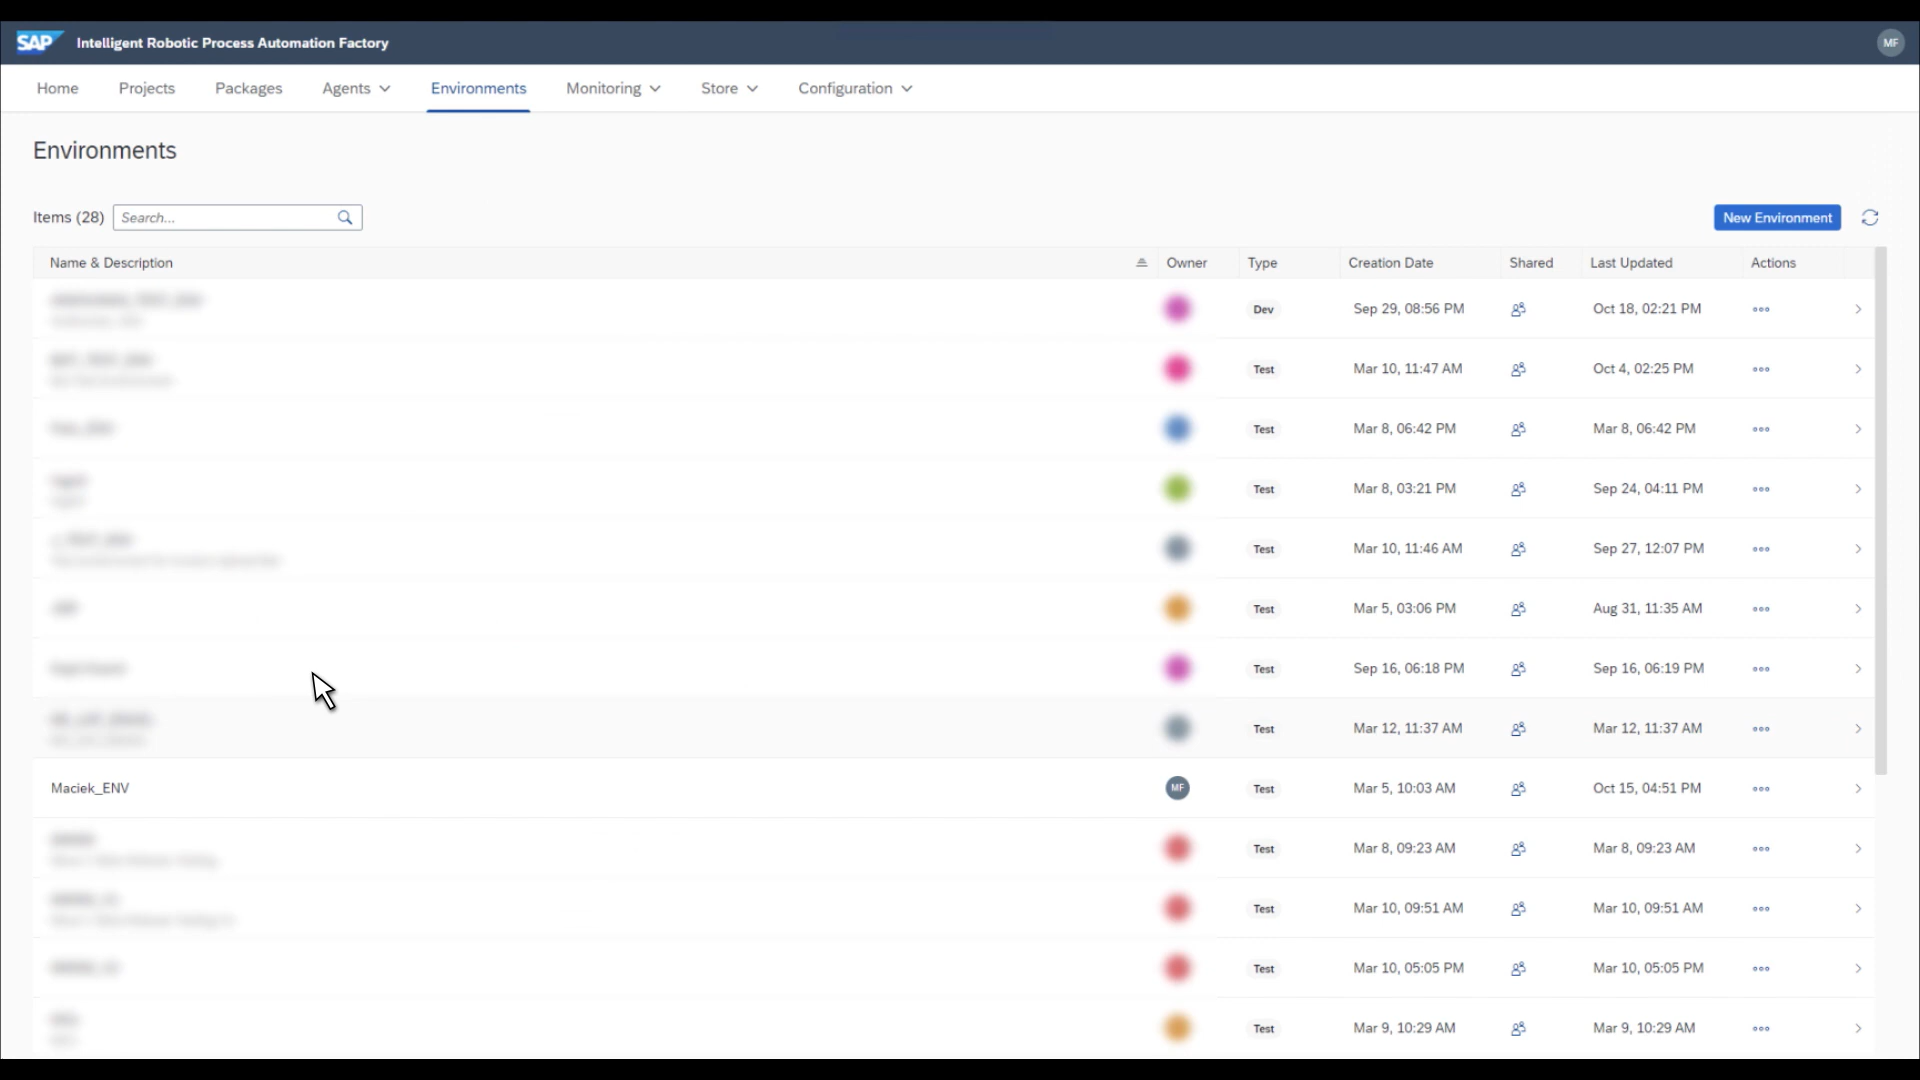 SAP Intelligent Robotic Process Automation Factory MF
Home Projects Packages Agents Environments Monitoring Store Configuration
Environments
Items (28) Search... New Environment
Name & Description Owner Type Creation Date Shared Last Updated Actions
Dev Sep 29, 08:56 PM Oct 18, 02:21 PM
Test Mar 10, 11:47 AM Oct 4, 02:25 PM
Test Mar 8, 06:42 PM Mar 8, 06:42 PM
Test Mar 8, 03:21 PM Sep 24, 04:11 PM
Test Mar 10, 11:46 AM Sep 27, 12:07 PM
Test Mar 5, 03:06 PM Aug 31, 11:35 AM
Test Sep 16, 06:18 PM Sep 16, 06:19 PM
Test Mar 12, 11:37 AM Mar 12, 11:37 AM
Maciek_ENV MF Test Mar 5, 10:03 AM Oct 15, 04:51 PM
Test Mar 8, 09:23 AM Mar 8, 09:23 AM
Test Mar 10, 09:51 AM Mar 10, 09:51 AM
Test Mar 10, 05:05 PM Mar 10, 05:05 PM
Test Mar 9, 10:29 AM Mar 9, 10:29 AM